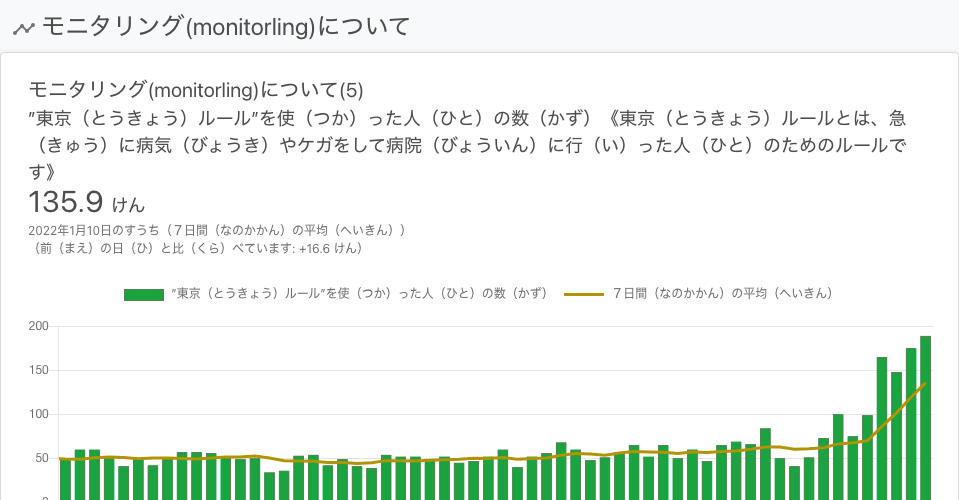 モニタリング(monitorling)について
モニタリング(monitorling)について(5)
”東京（とうきょう）ルール”を使（つか）った人（ひと）の数（かず）《東京（とうきょう）ルールとは、急
（きゅう）に病気（びょうき）やケガをして病院（びょういん）に行（い）った人（ひと）のためのルールで
す》
135.9 けん
2022年1月10日のすうち（７日間（なのかかん）の平均（へいきん））
（前（まえ）の日（ひ）と比（くら）べています: +16.6 けん）
”東京（とうきょう）ルール”を使（つか）った人（ひと）の数（かず）　７日間（なのかかん）の平均（へいきん）
200
150
100
50
0